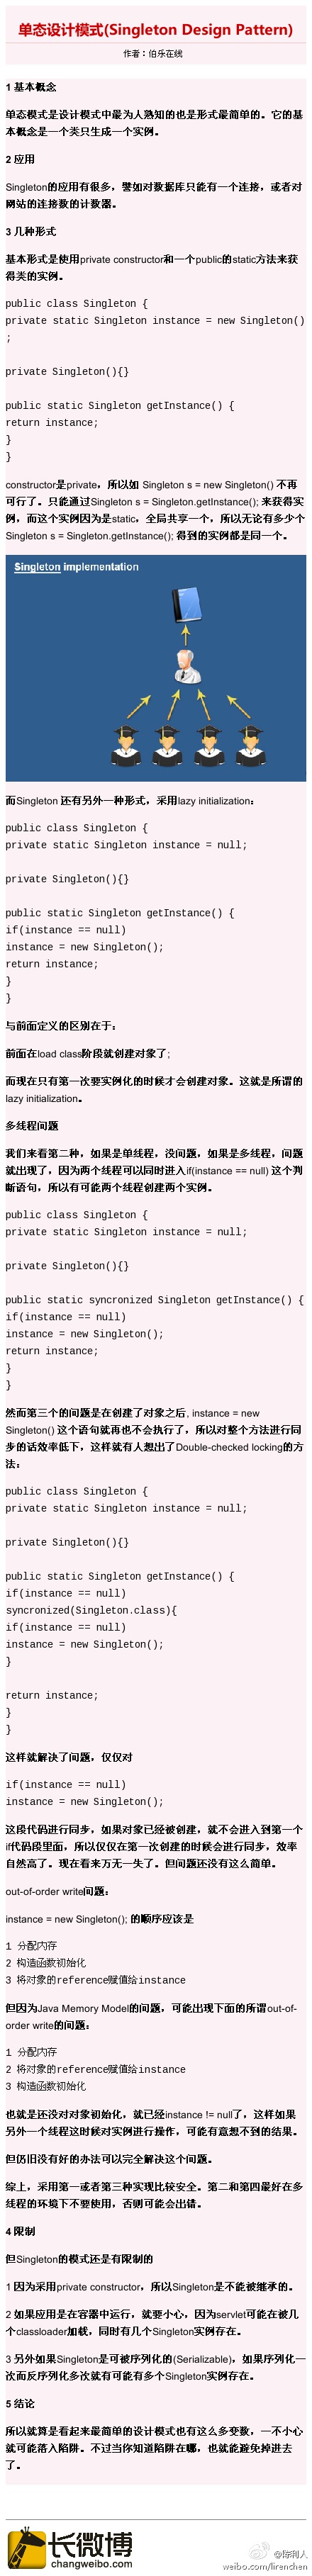 单态设计模式(Singleton Design Pattern)
作者：伯乐在线
1 基本概念
单态模式是设计模式中最为人熟知的也是形式最简单的。它的基
本概念是一个类只生成一个实例。
2 应用
Singleton的应用有很多，譬如对数据库只能有一个连接，或者对
网站的连接数的计数器。
3 几种形式
基本形式是使用private constructor和一个public的static方法来获
得类的实例。
public class Singleton {
private static Singleton instance = new Singleton()
;
private Singleton(){}
public static Singleton getInstance() {
return instance;
}
}
constructor是private，所以如 Singleton s = new Singleton() 不再
可行了。只能通过Singleton s = Singleton.getInstance(); 来获得实
例，而这个实例因为是static，全局共享一个，所以无论有多少个
Singleton s = Singleton.getInstance(); 得到的实例都是同一个。
Singleton implementation
而Singleton 还有另外一种形式，采用lazy initialization：
public class Singleton {
private static Singleton instance = null;
private Singleton(){}
public static Singleton getInstance() {
if(instance == null)
instance = new Singleton();
return instance;
}
}
与前面定义的区别在于：
前面在load class阶段就创建对象了;
而现在只有第一次要实例化的时候才会创建对象。这就是所谓的
lazy initialization。
多线程问题
我们来看第二种，如果是单线程，没问题，如果是多线程，问题
就出现了，因为两个线程可以同时进入if(instance == null) 这个判
断语句，所以有可能两个线程创建两个实例。
public class Singleton {
private static Singleton instance = null;
private Singleton(){}
public static syncronized Singleton getInstance() {
if(instance == null)
instance = new Singleton();
return instance;
}
}
然而第三个的问题是在创建了对象之后, instance = new
Singleton() 这个语句就再也不会执行了，所以对整个方法进行同
步的话效率低下，这样就有人想出了Double-checked locking的方
法：
public class Singleton {
private static Singleton instance = null;
private Singleton(){}
public static Singleton getInstance() {
if(instance == null)
syncronized(Singleton.class){
if(instance == null)
instance = new Singleton();
}
return instance;
}
}
这样就解决了问题，仅仅对
if(instance == null)
instance = new Singleton();
这段代码进行同步，如果对象已经被创建，就不会进入到第一个
if代码段里面，所以仅仅在第一次创建的时候会进行同步，效率
自然高了。现在看来万无一失了。但问题还没有这么简单。
out-of-order write问题：
instance = new Singleton(); 的顺序应该是
1 分配内存
2 构造函数初始化
3 将对象的reference赋值给instance
但因为Java Memory Model的问题，可能出现下面的所谓out-of-
order write的问题：
1 分配内存
2 将对象的reference赋值给instance
3 构造函数初始化
也就是还没对对象初始化，就已经instance != null了，这样如果
另外一个线程这时候对实例进行操作，可能有意想不到的结果。
但仍旧没有好的办法可以完全解决这个问题。
综上，采用第一或者第三种实现比较安全。第二和第四最好在多
线程的环境下不要使用，否则可能会出错。
4 限制
但Singleton的模式还是有限制的
1 因为采用private constructor，所以Singleton是不能被继承的。
2 如果应用是在容器中运行，就要小心，因为servlet可能在被几
个classloader加载，同时有几个Singleton实例存在。
3 另外如果Singleton是可被序列化的(Serializable)，如果序列化一
次而反序列化多次就有可能有多个Singleton实例存在。
5 结论
所以就算是看起来最简单的设计模式也有这么多变数，一不小心
就可能落入陷阱。不过当你知道陷阱在哪，也就能避免掉进去
了。
长微博
changweibo.com
@陈利人
weibo.com/lirenchen